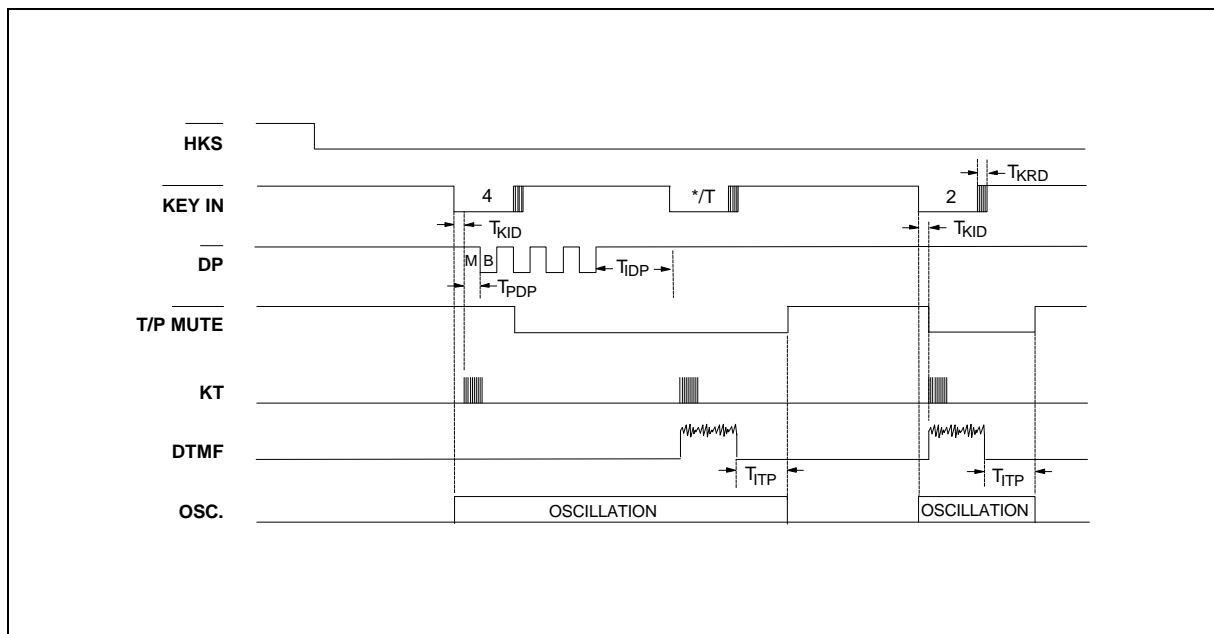 HKS
TKRD
KEY IN
4
*/T
2
TKID
TKID
DP
M B
TIDP
TPDP
T/P MUTE
KT
DTMF
TITP
TITP
OSC.
OSCILLATION
OSCILLATION